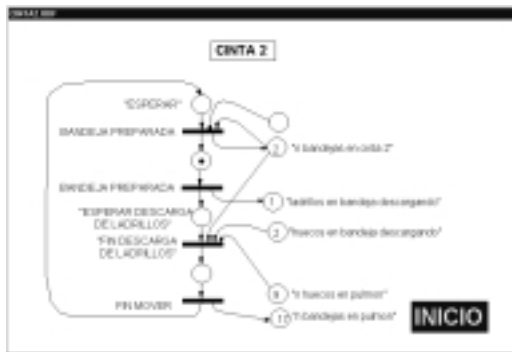 CINTA 2
"ESPERAR"
BANDEJA PREPARADA
2 "n bandejas en cinta 2"
BANDEJA PREPARADA
1 "ladrillos en bandeja descargando"
"ESPERAR DESCARGA
DE LADRILLOS"
2 "huecos en bandeja descargando"
"FIN DESCARGA
DE LADRILLOS"
"n huecos en pulmon"
FIN MOVER
"n bandejas en pulmon"
INICIO